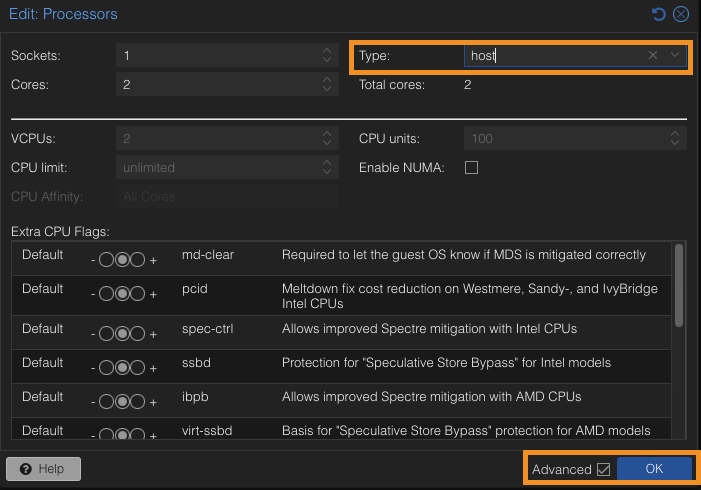 Edit: Processors
Sockets: 1 Type: host
Cores: 2 Total cores: 2
VCPUs: 2 CPU units: 100
CPU limit: unlimited Enable NUMA:
CPU Affinity: All Cores
Extra CPU Flags:
Default - + md-clear Required to let the guest OS know if MDS is mitigated correctly
Default - + pcid Meltdown fix cost reduction on Westmere, Sandy-, and IvyBridge
Intel CPUs
Default - + spec-ctrl Allows improved Spectre mitigation with Intel CPUs
Default - + ssbd Protection for "Speculative Store Bypass" for Intel models
Default - + ibpb Allows improved Spectre mitigation with AMD CPUs
Default - + virt-ssbd Basis for "Speculative Store Bypass" protection for AMD models
Help Advanced OK